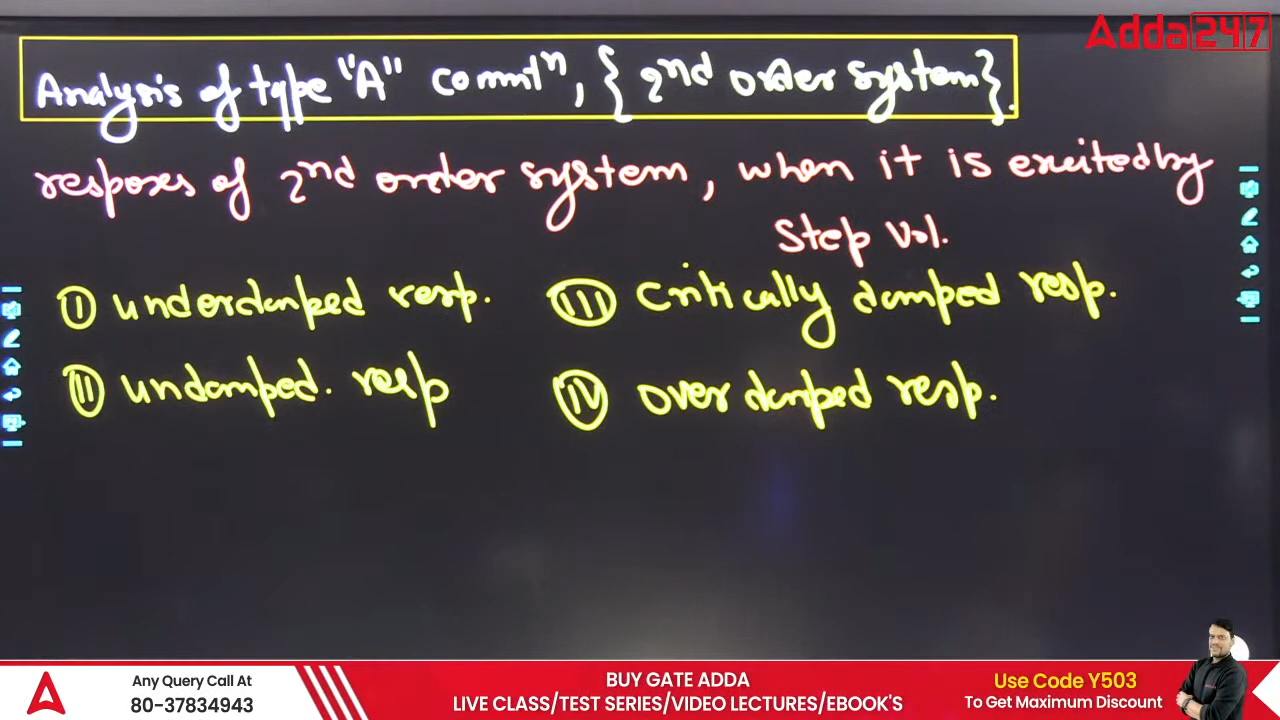 Adda247
Analysis of type "A" commtⁿ, { 2nd order system}.
respoxes of 2nd order system, when it is excited by
Step Vol.
I underdamped resp. III Critically damped resp.
II undamped. resp IV over damped resp.
Any Query Call At
80-37834943
BUY GATE ADDA
LIVE CLASS/TEST SERIES/VIDEO LECTURES/EBOOK'S
Use Code Y503
To Get Maximum Discount